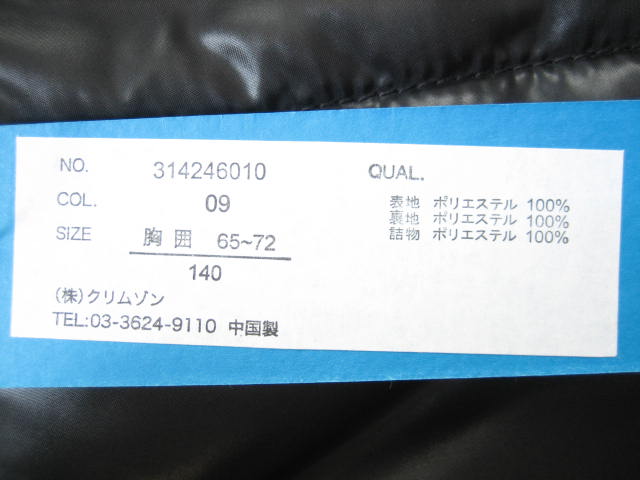 NO. 314246010
COL. 09
SIZE 胸囲 65~72
140
(株)クリムゾン
TEL:03-3624-9110 中国製
QUAL.
表地 ポリエステル 100%
裏地 ポリエステル 100%
詰物 ポリエステル 100%